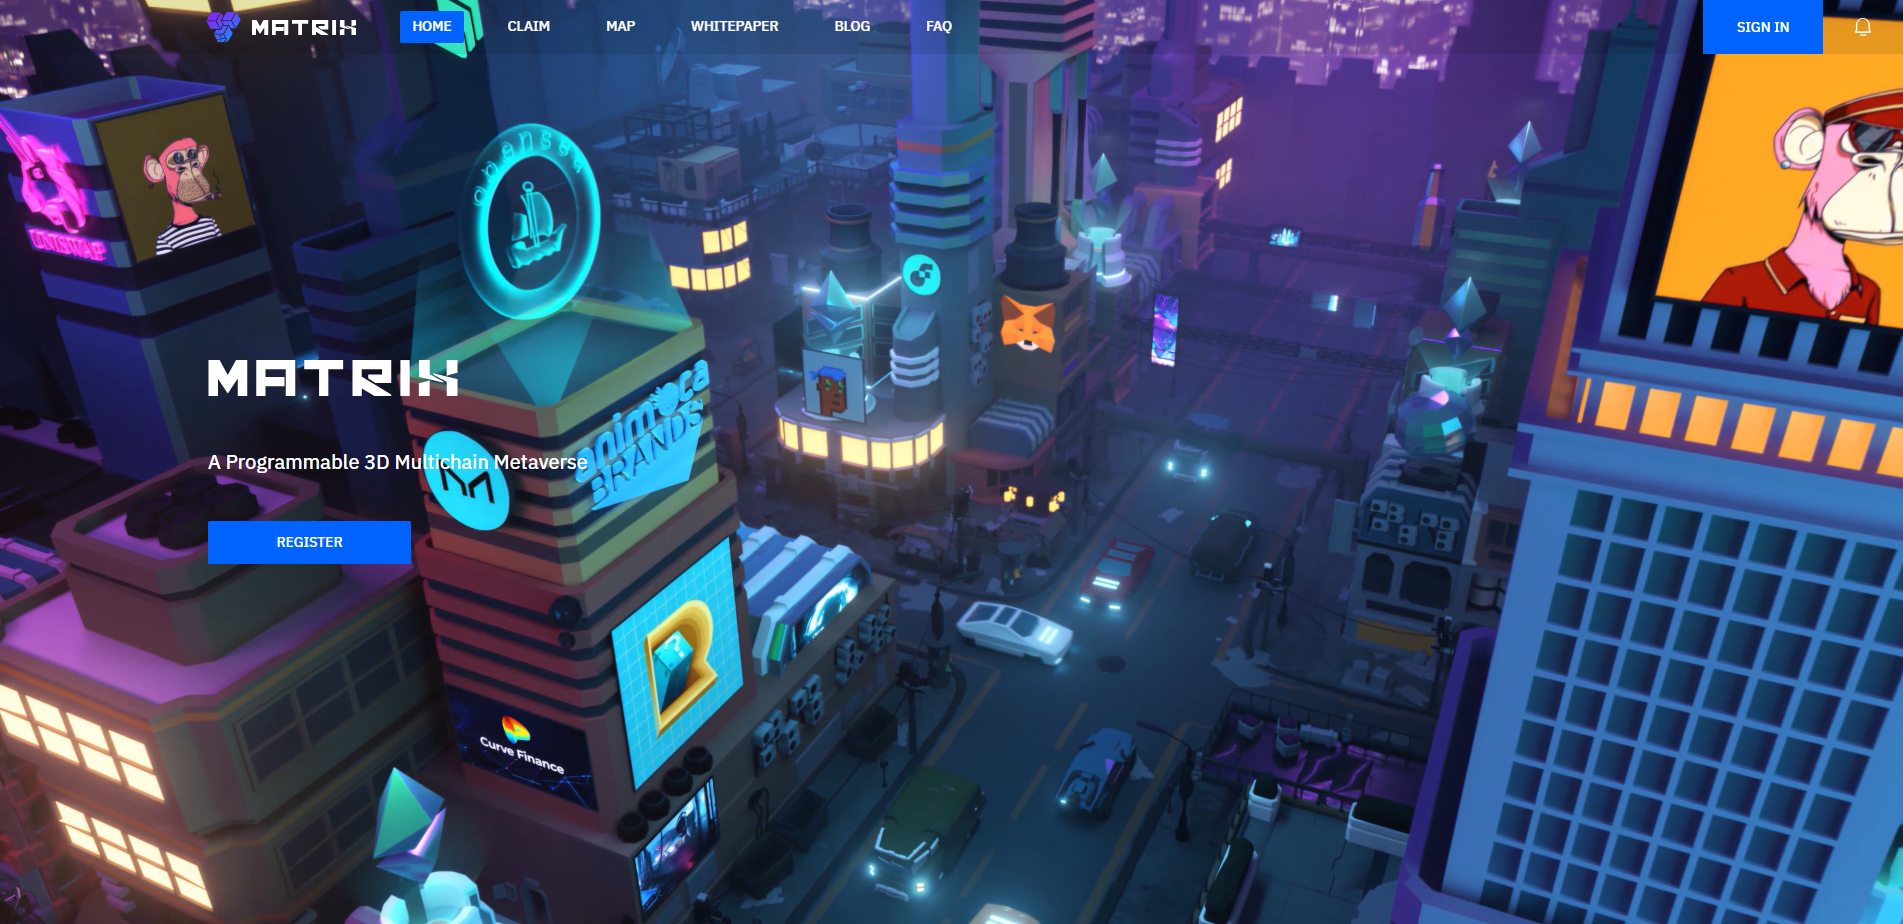 MATRIX
HOME
CLAIM
MAP
WHITEPAPER
BLOG
FAQ
SIGN IN
opensea
UNISWAP
MATRIX
animoca
BRANDS
A Programmable 3D Multichain Metaverse
REGISTER
Curve Finance